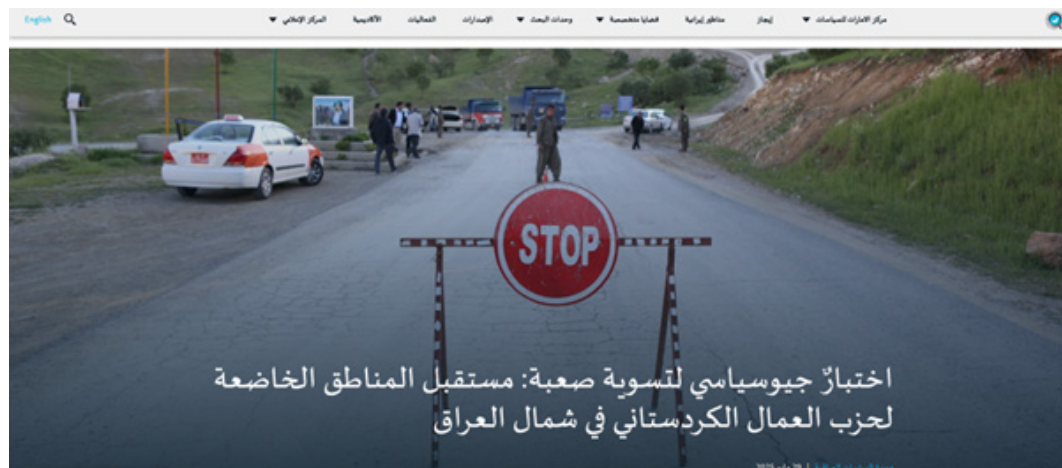 مركز الامارات للسياسات
إيجاز
مناظير إيرانية
قضايا متخصصة
وحدات البحث
الإصدارات
الفعاليات
الأكاديمية
المركز الإعلامي
English
STOP
اختبارٌ جيوسياسي لتسوية صعبة: مستقبل المناطق الخاضعة
لحزب العمال الكردستاني في شمال العراق